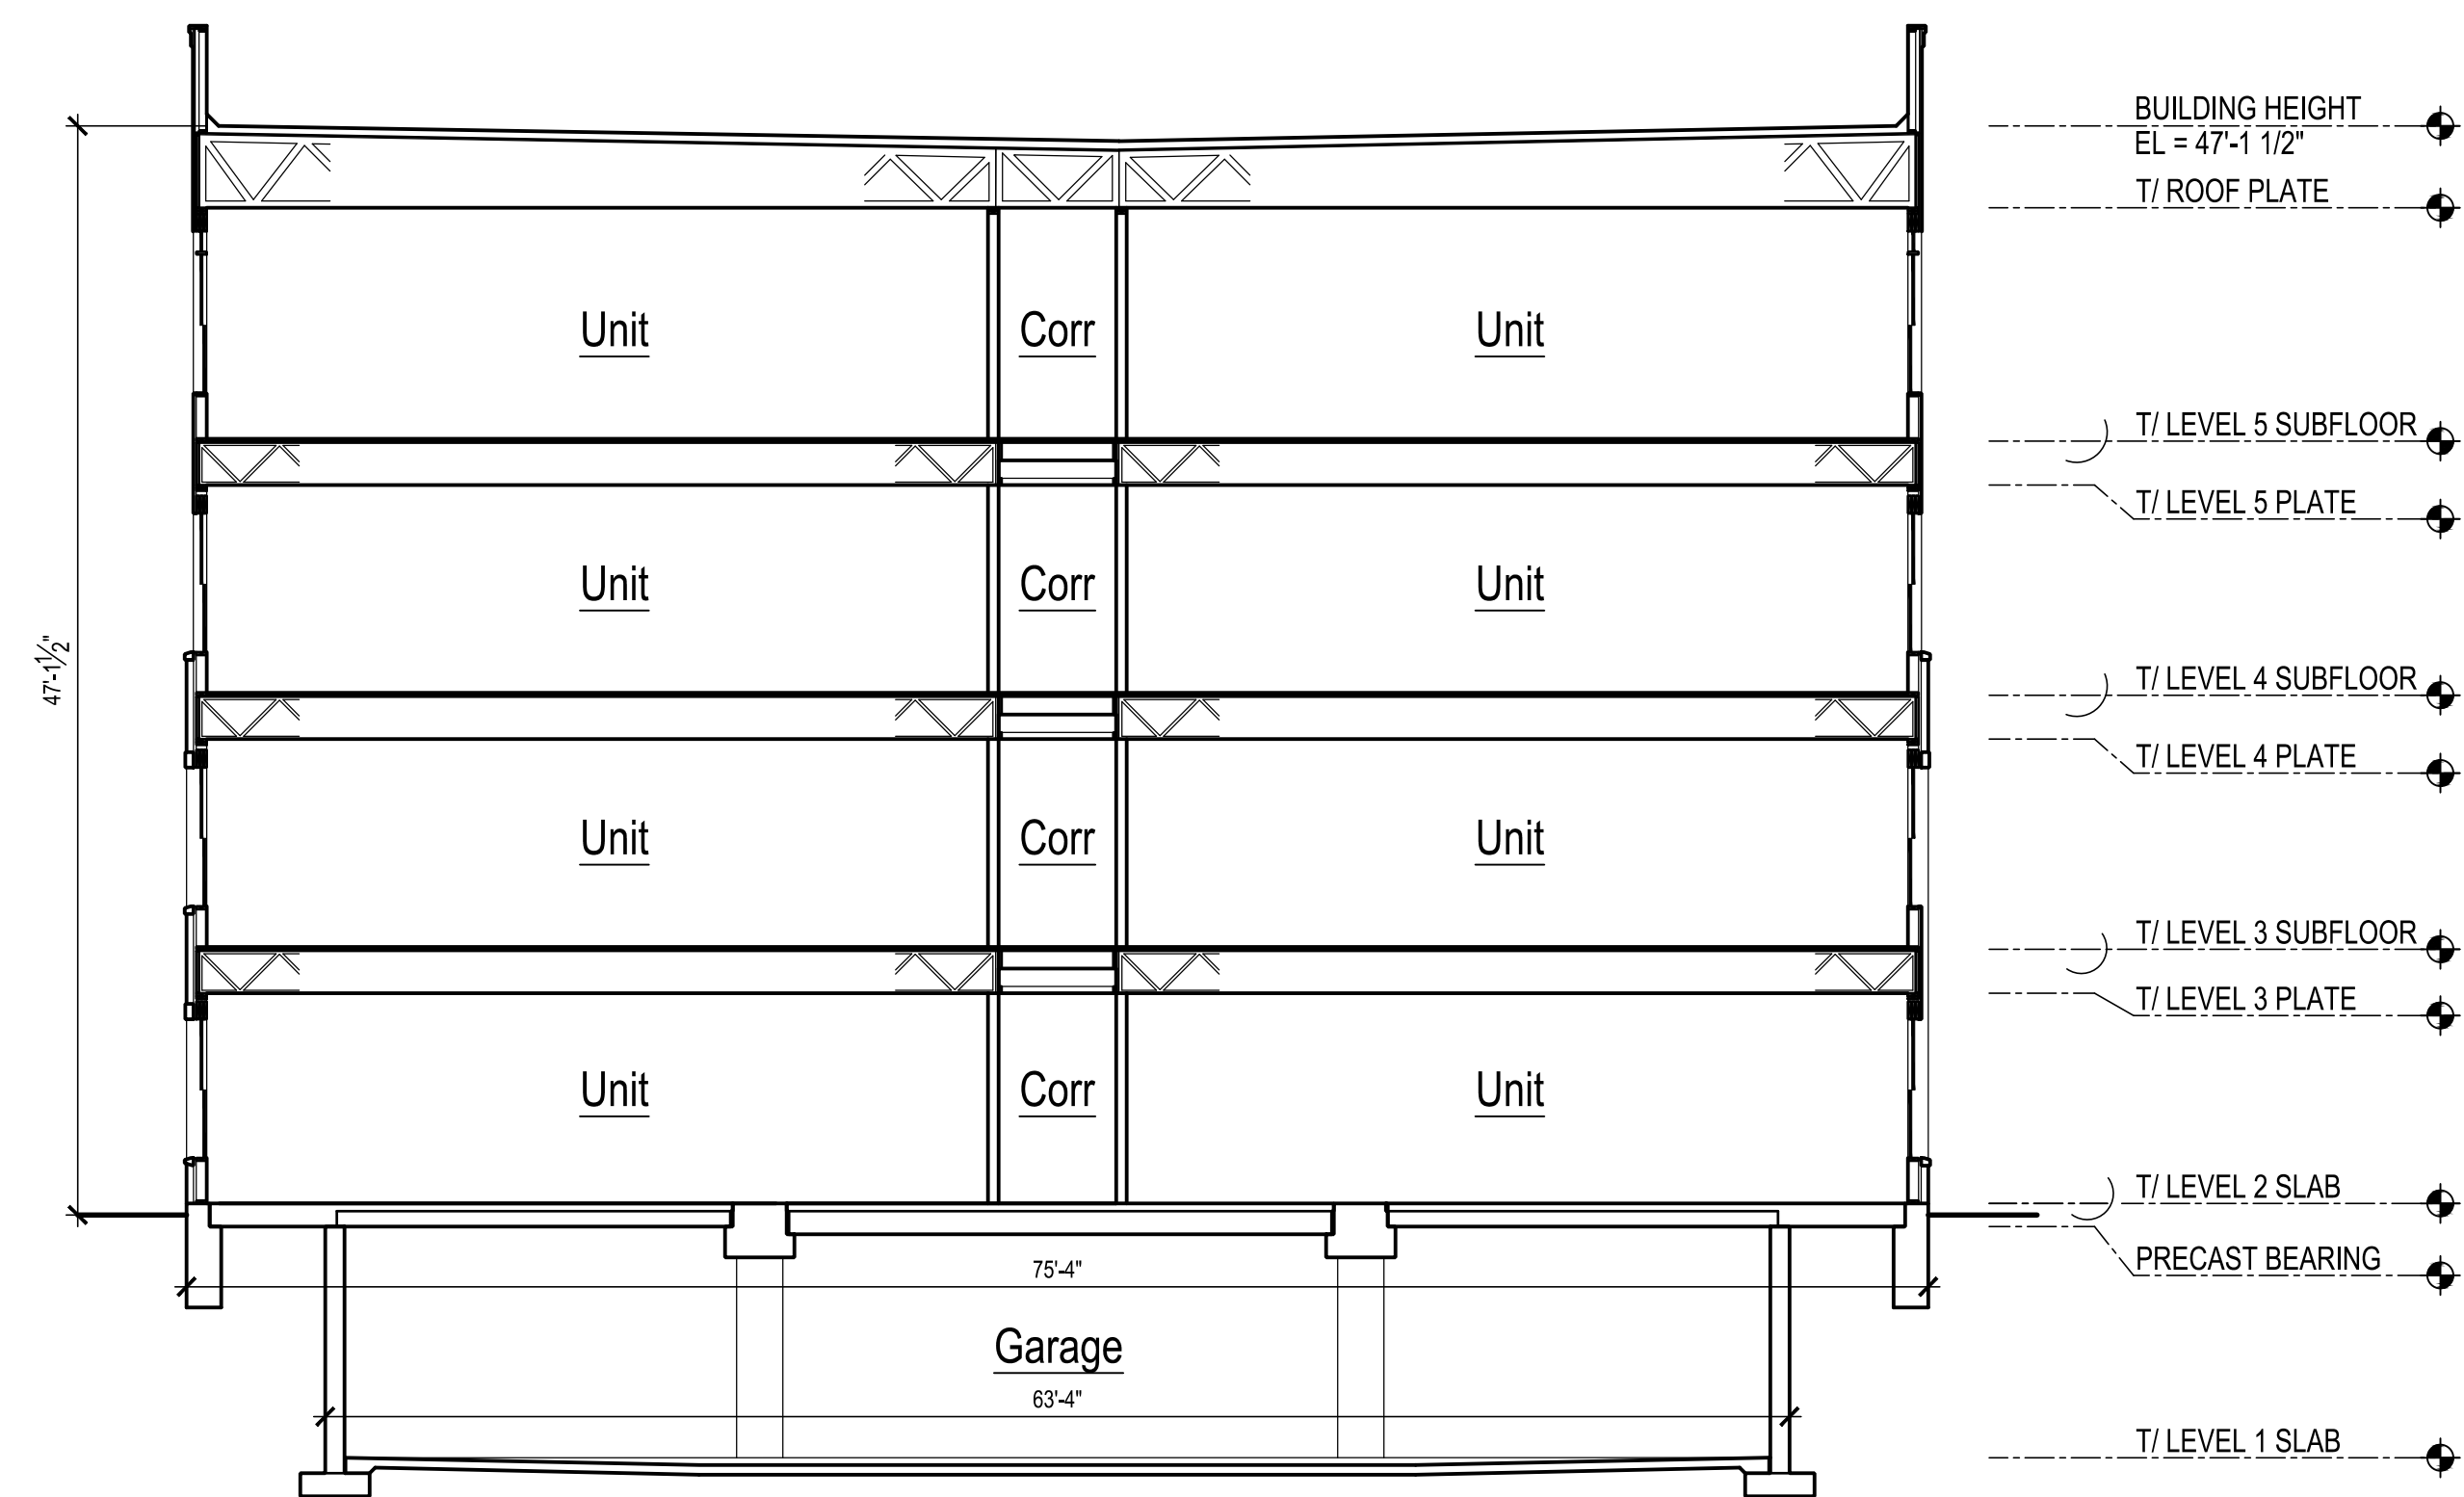 BUILDING HEIGHT
EL = 47'-1 1/2"
T/ ROOF PLATE
Unit Corr Unit
T/ LEVEL 5 SUBFLOOR
T/ LEVEL 5 PLATE
Unit Corr Unit
47'-1 1/2"
T/ LEVEL 4 SUBFLOOR
T/ LEVEL 4 PLATE
Unit Corr Unit
T/ LEVEL 3 SUBFLOOR
T/ LEVEL 3 PLATE
Unit Corr Unit
T/ LEVEL 2 SLAB
PRECAST BEARING
75'-4"
Garage
63'-4"
T/ LEVEL 1 SLAB